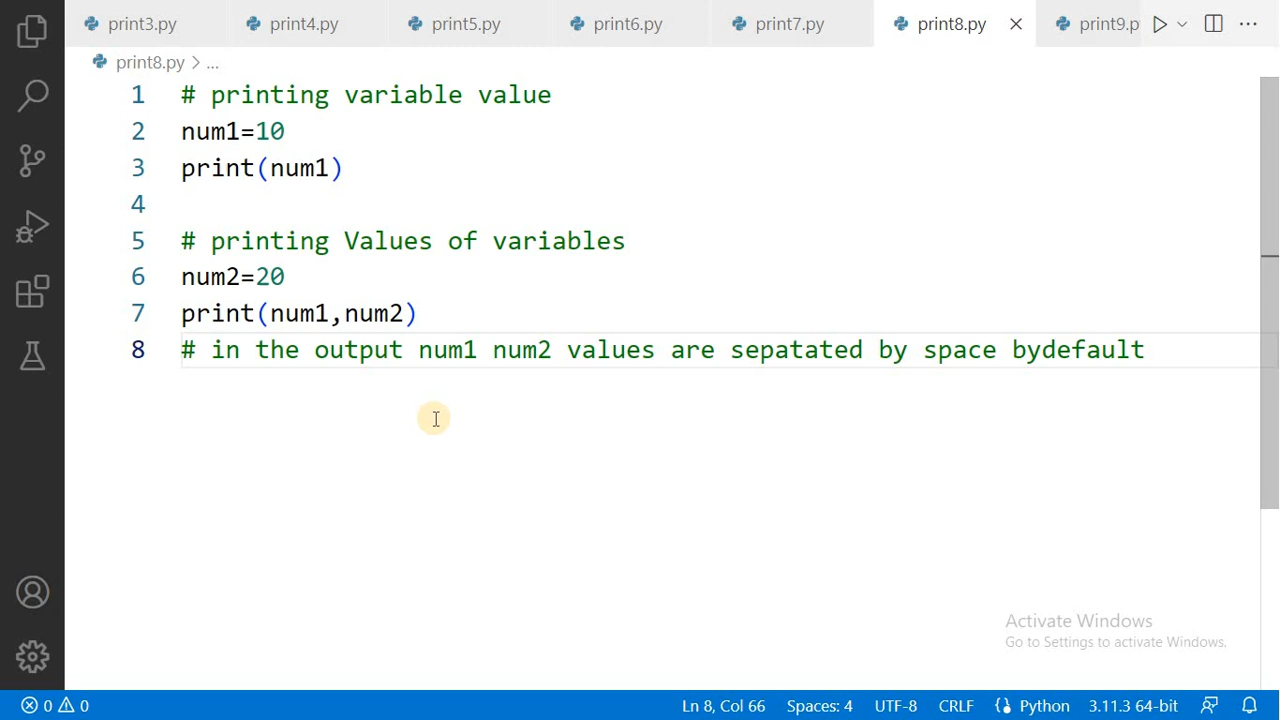 print3.py print4.py print5.py print6.py print7.py print8.py print9.p
print8.py > ...
1 # printing variable value
2 num1=10
3 print(num1)
4
5 # printing Values of variables
6 num2=20
7 print(num1,num2)
8 # in the output num1 num2 values are sepatated by space bydefault
Activate Windows
Go to Settings to activate Windows.
0 0 Ln 8, Col 66 Spaces: 4 UTF-8 CRLF Python 3.11.3 64-bit